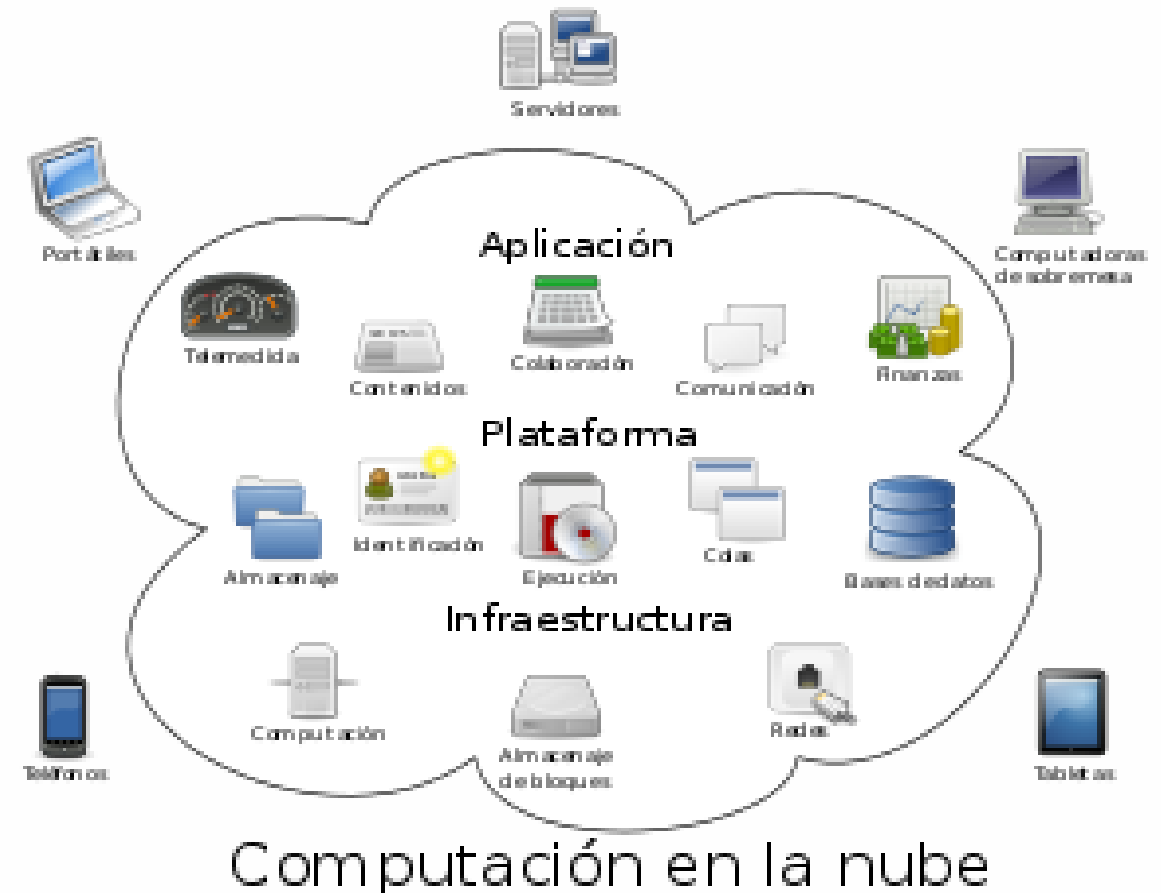 Servidores
Portátiles
Computadoras
de sobremesa
Aplicación
Telemedida
Contenidos
Colaboración
Comunicación
Finanzas
Plataforma
Almacenaje
Identificación
Ejecución
Colas
Bases de datos
Infraestructura
Computación
Almacenaje
de bloques
Redes
Teléfonos
Tabletas
Computación en la nube